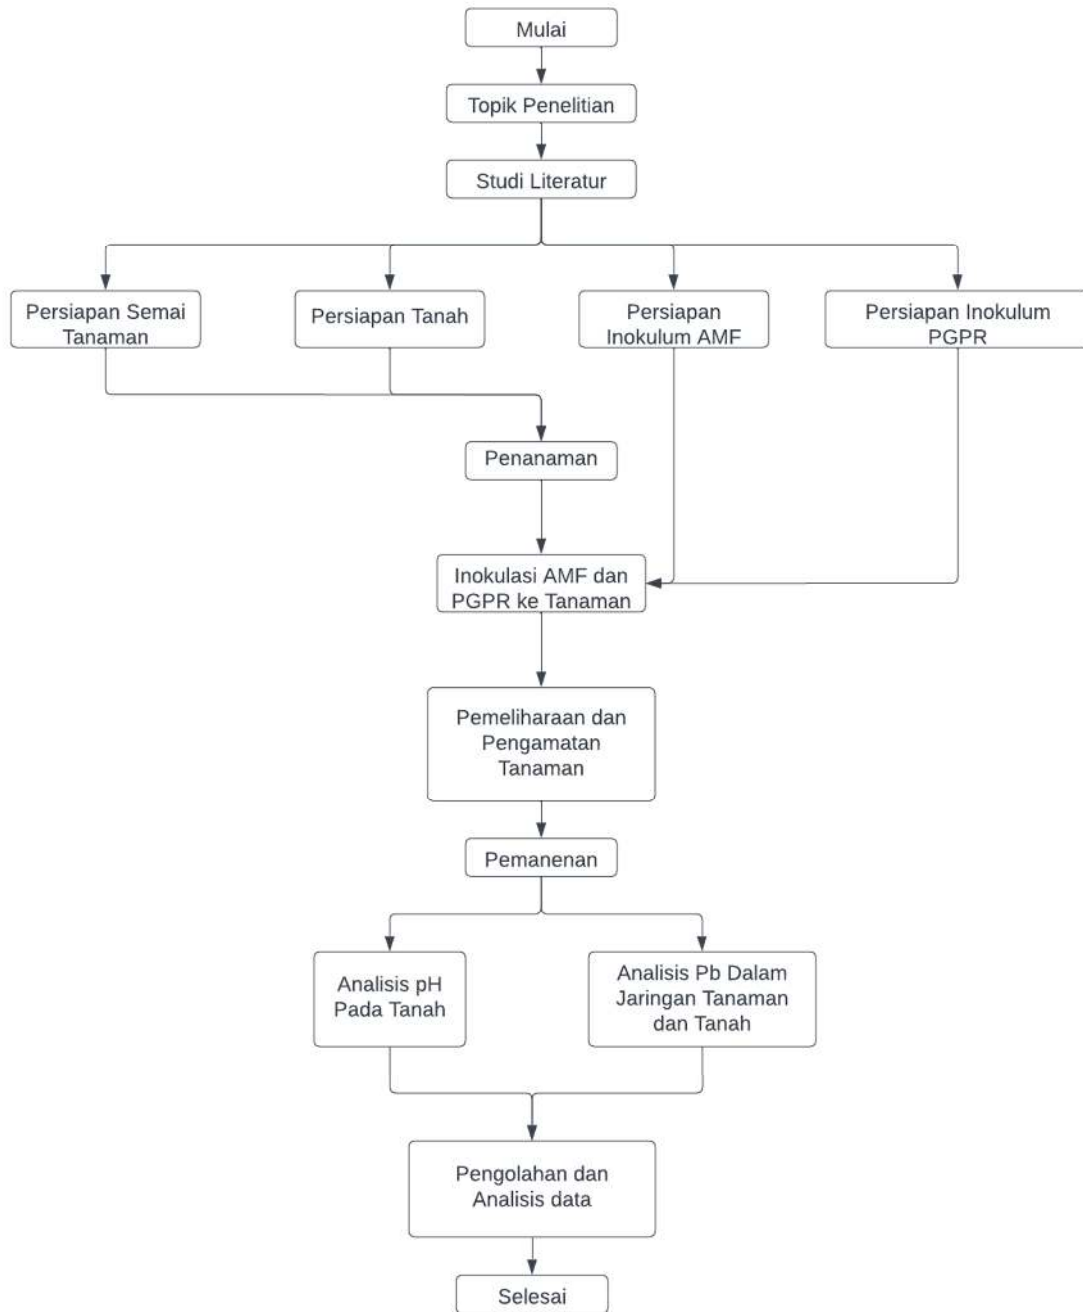 Mulai
Topik Penelitian
Studi Literatur
Persiapan Semai
Tanaman
Persiapan Tanah
Persiapan
Inokulum AMF
Persiapan Inokulum
PGPR
Penanaman
Inokulasi AMF dan
PGPR ke Tanaman
Pemeliharaan dan
Pengamatan
Tanaman
Pemanenan
Analisis pH
Pada Tanah
Analisis Pb Dalam
Jaringan Tanaman
dan Tanah
Pengolahan dan
Analisis data
Selesai